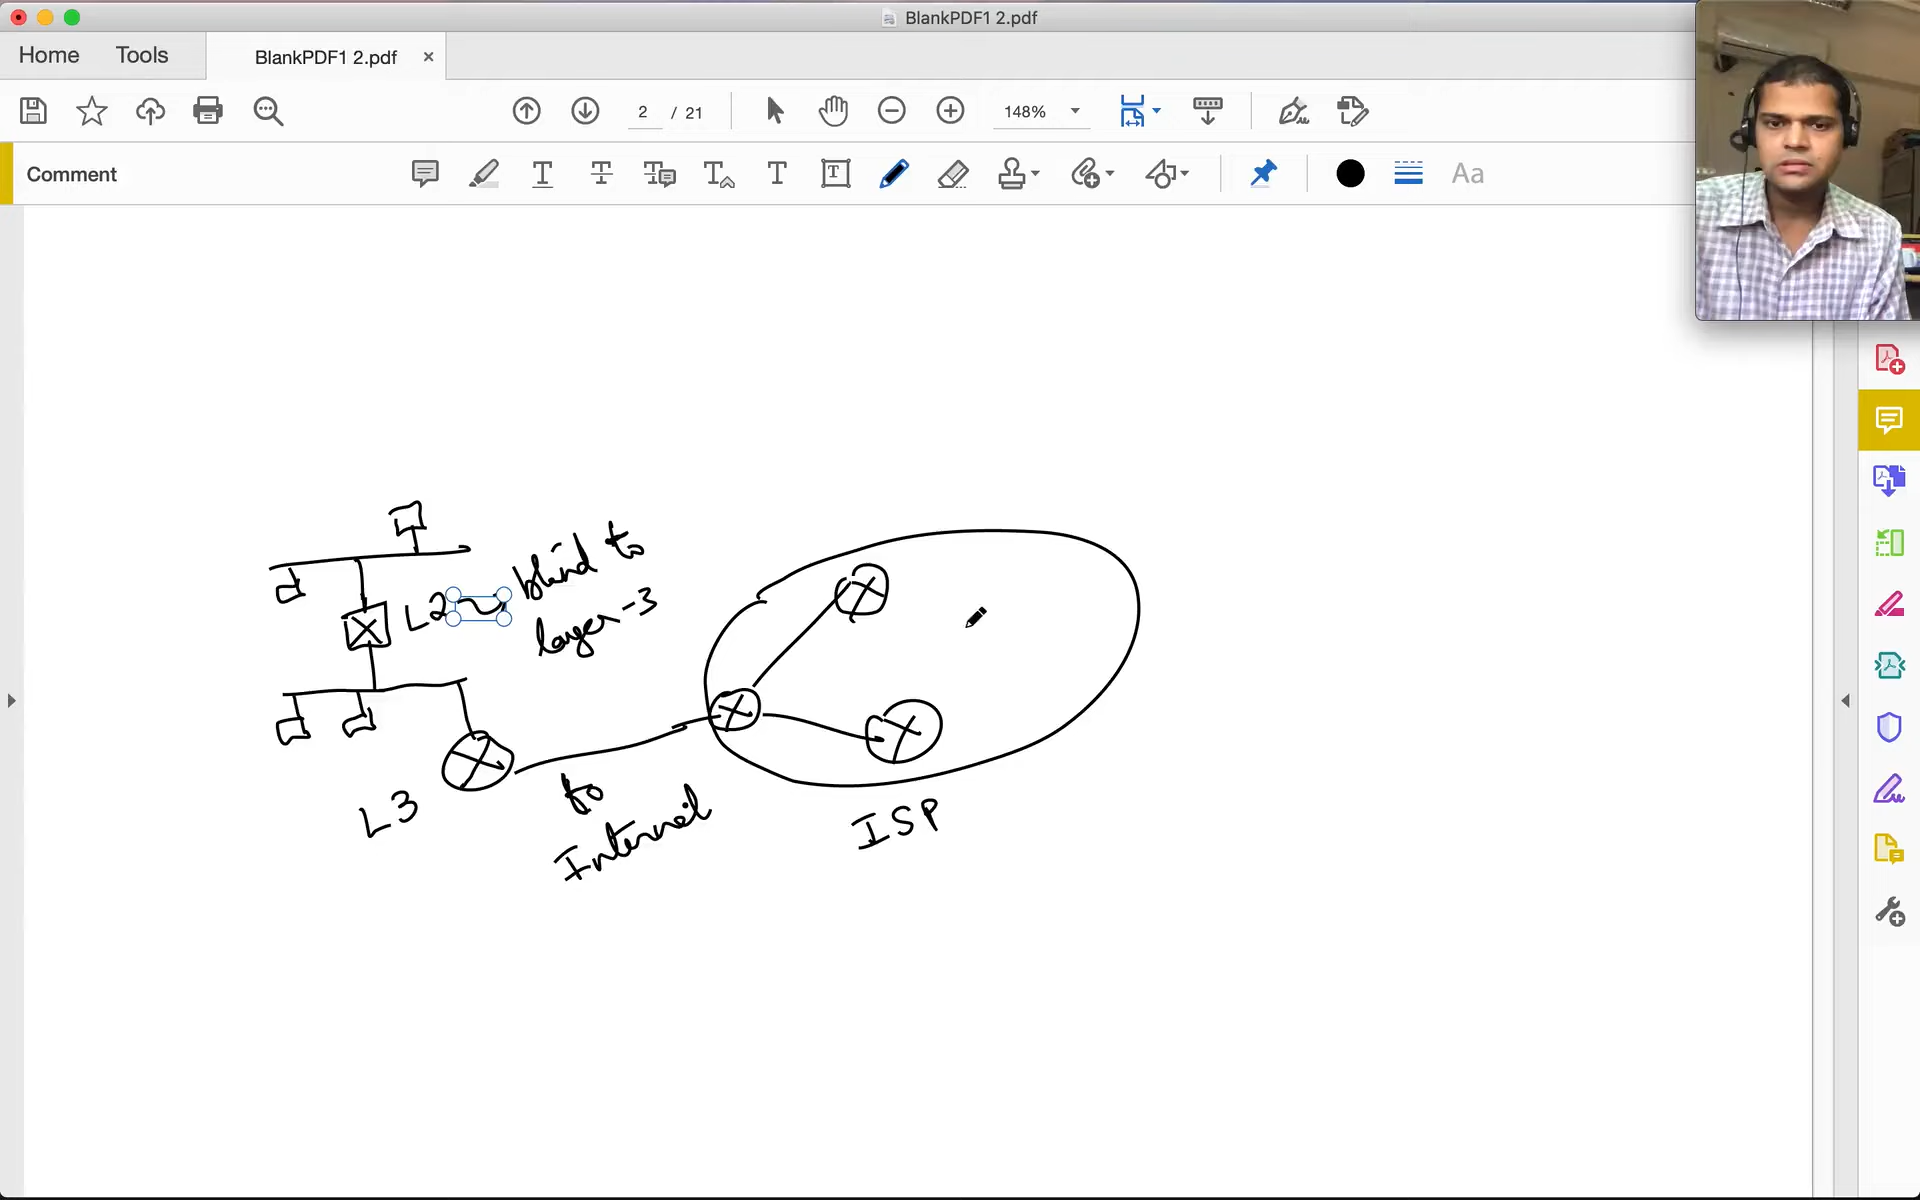 BlankPDF1 2.pdf
Home Tools BlankPDF1 2.pdf ×
2 / 21 148%
Comment T T T T T T Aa
L2 blind to
layer-3
L3
to
Internet
ISP